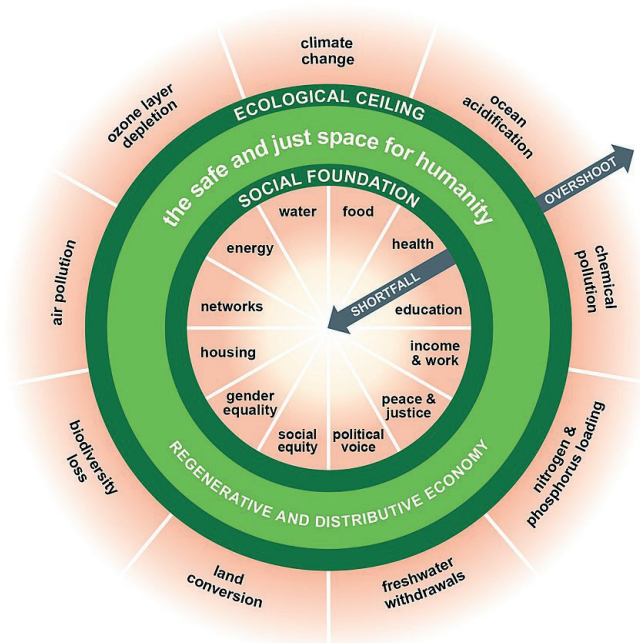 climate
change
ocean
acidification
OVERSHOOT
chemical
pollution
nitrogen &
phosphorus loading
freshwater
withdrawals
land
conversion
biodiversity
loss
air pollution
ozone layer
depletion
ECOLOGICAL CEILING
the safe and just space for humanity
SOCIAL FOUNDATION
water
food
health
SHORTFALL
education
income
& work
peace &
justice
political
voice
social
equity
gender
equality
housing
networks
energy
REGENERATIVE AND DISTRIBUTIVE ECONOMY